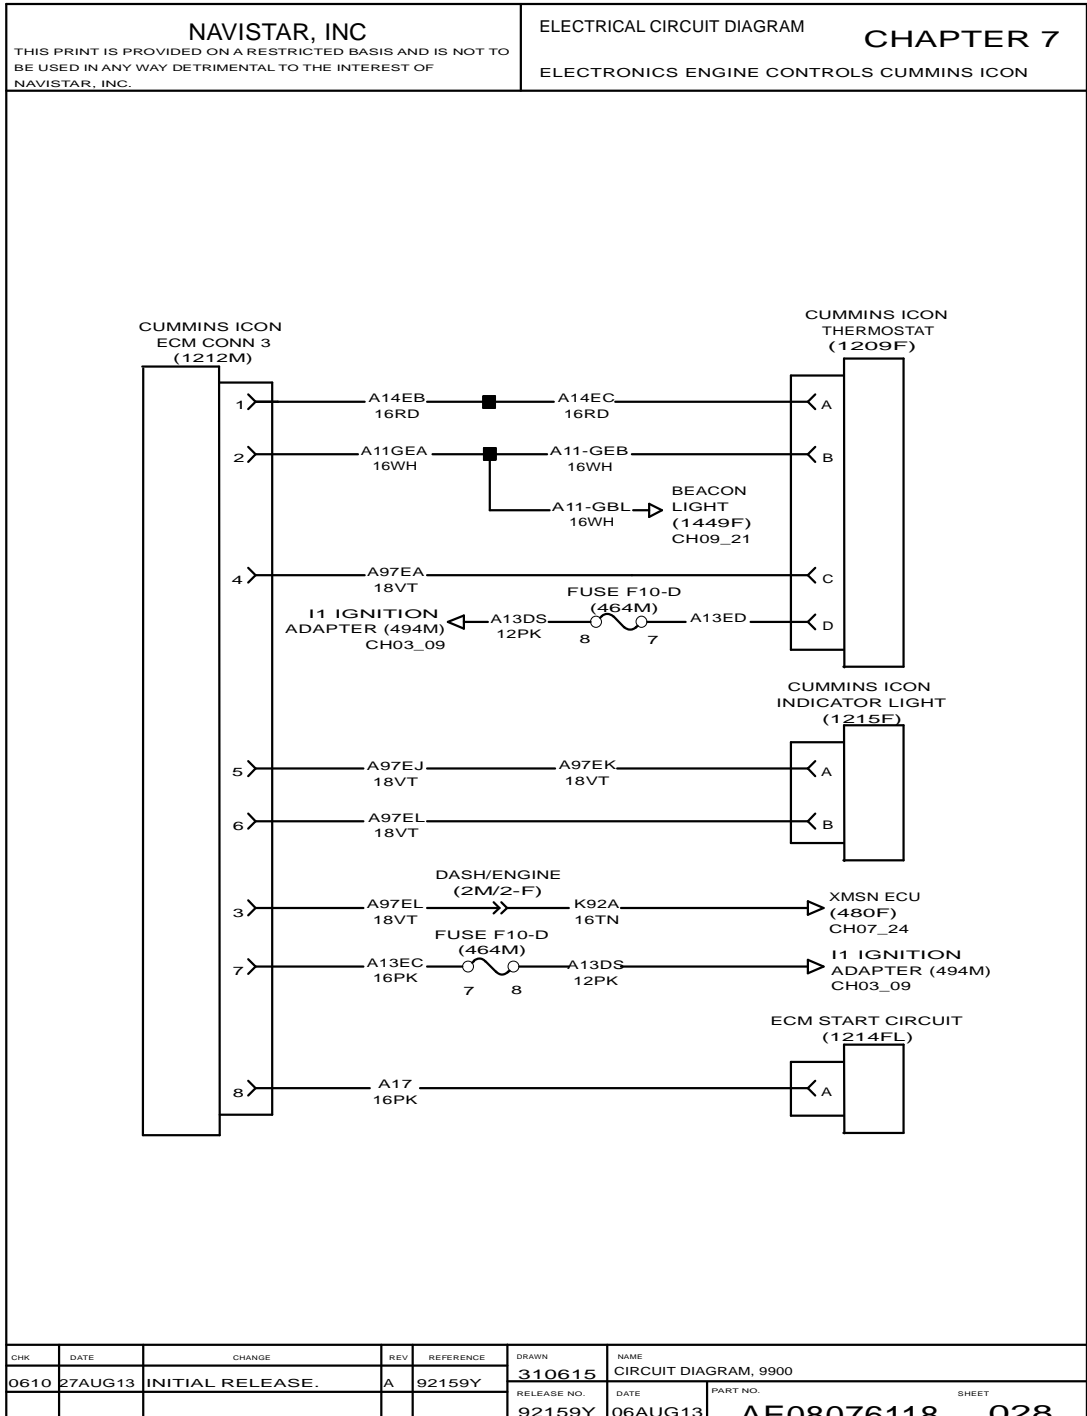 NAVISTAR, INC
THIS PRINT IS PROVIDED ON A RESTRICTED BASIS AND IS NOT TO
BE USED IN ANY WAY DETRIMENTAL TO THE INTEREST OF
NAVISTAR, INC.
ELECTRICAL CIRCUIT DIAGRAM
CHAPTER 7
ELECTRONICS ENGINE CONTROLS CUMMINS ICON
CUMMINS ICON
ECM CONN 3
(1212M)
CUMMINS ICON
THERMOSTAT
(1209F)
1
A14EB
16RD
A14EC
16RD
A
2
A11GEA
16WH
A11-GEB
16WH
B
A11-GBL
16WH
BEACON
LIGHT
(1449F)
CH09_21
4
A97EA
18VT
C
I1 IGNITION
ADAPTER (494M)
CH03_09
A13DS
12PK
FUSE F10-D
(464M)
8
7
A13ED
D
CUMMINS ICON
INDICATOR LIGHT
(1215F)
5
A97EJ
18VT
A97EK
18VT
A
6
A97EL
18VT
B
3
A97EL
18VT
DASH/ENGINE
(2M/2-F)
K92A
16TN
XMSN ECU
(480F)
CH07_24
7
A13EC
16PK
FUSE F10-D
(464M)
7
8
A13DS
12PK
I1 IGNITION
ADAPTER (494M)
CH03_09
ECM START CIRCUIT
(1214FL)
8
A17
16PK
A
CHK DATE CHANGE REV REFERENCE
0610 27AUG13 INITIAL RELEASE. A 92159Y
DRAWN
310615
NAME
CIRCUIT DIAGRAM, 9900
RELEASE NO.
92159Y
DATE
06AUG13
PART NO.
AE08076118
SHEET
028